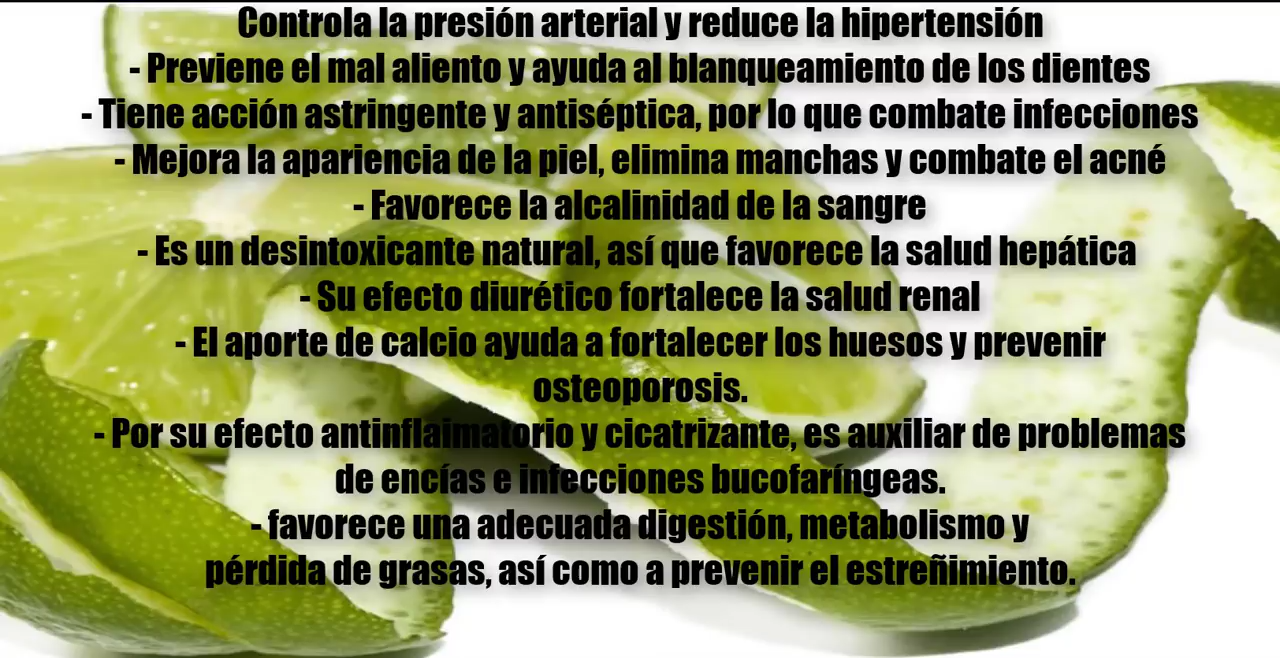 Controla la presión arterial y reduce la hipertensión
- Previene el mal aliento y ayuda al blanqueamiento de los dientes
- Tiene acción astringente y antiséptica, por lo que combate infecciones
- Mejora la apariencia de la piel, elimina manchas y combate el acné
- Favorece la alcalinidad de la sangre
- Es un desintoxicante natural, así que favorece la salud hepática
- Su efecto diurético fortalece la salud renal
- El aporte de calcio ayuda a fortalecer los huesos y prevenir
osteoporosis.
- Por su efecto antinflaimatorio y cicatrizante, es auxiliar de problemas
de encías e infecciones bucofaríngeas.
- favorece una adecuada digestión, metabolismo y
pérdida de grasas, así como a prevenir el estreñimiento.